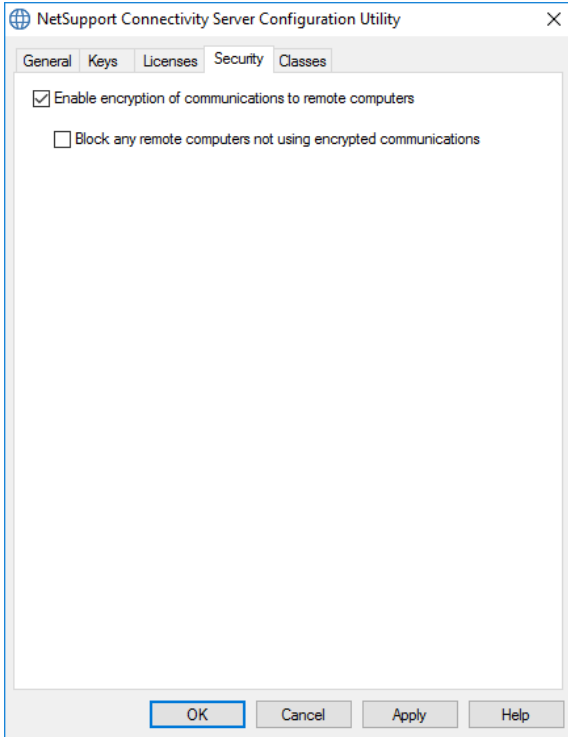 NetSupport Connectivity Server Configuration Utility
General Keys Licenses Security Classes
Enable encryption of communications to remote computers
Block any remote computers not using encrypted communications
OK Cancel Apply Help